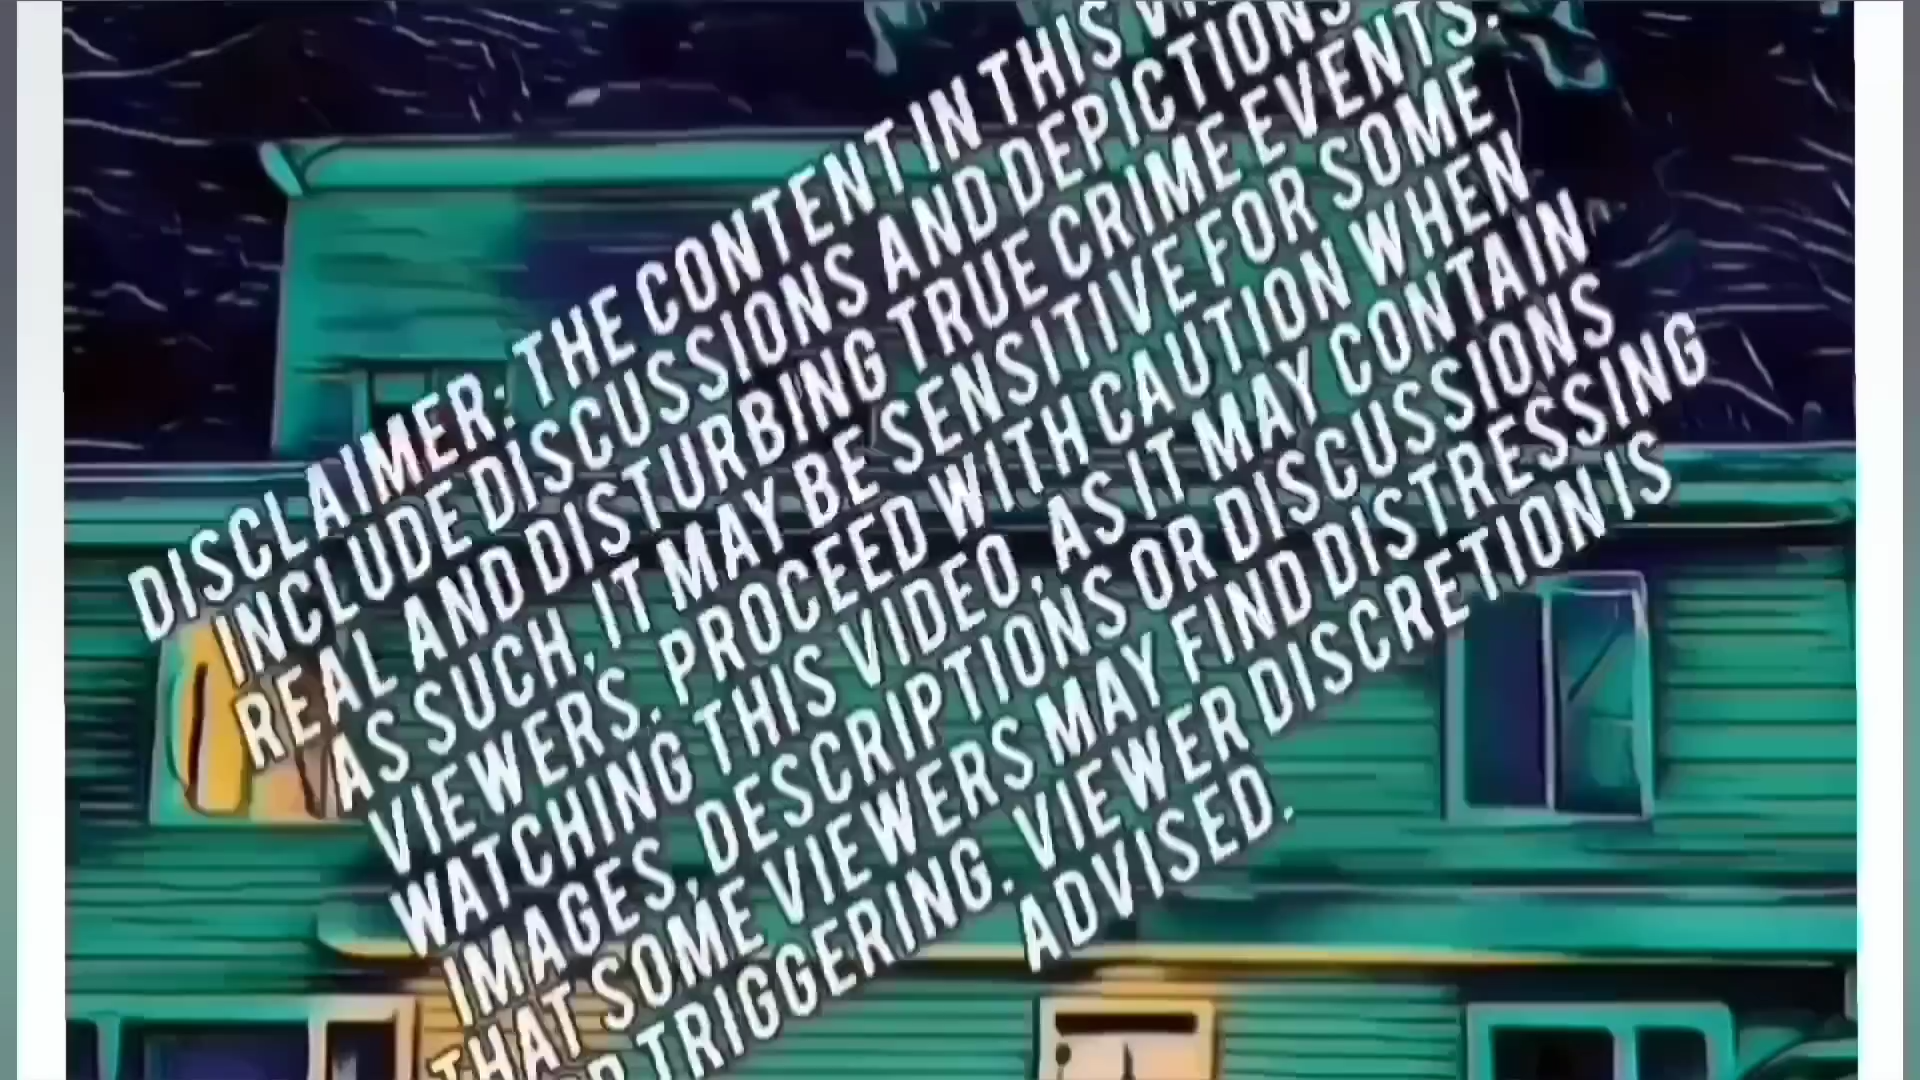 DISCLAIMER: THE CONTENT IN THIS
INCLUDE DISCUSSIONS AND DEPICTIONS
REAL AND DISTURBING TRUE CRIME EVENTS.
AS SUCH, IT MAY BE SENSITIVE FOR SOME
VIEWERS. PROCEED WITH CAUTION WHEN
WATCHING THIS VIDEO, AS IT MAY CONTAIN
IMAGES, DESCRIPTIONS OR DISCUSSIONS
THAT SOME VIEWERS MAY FIND DISTRESSING
TRIGGERING. VIEWER DISCRETION IS
ADVISED.